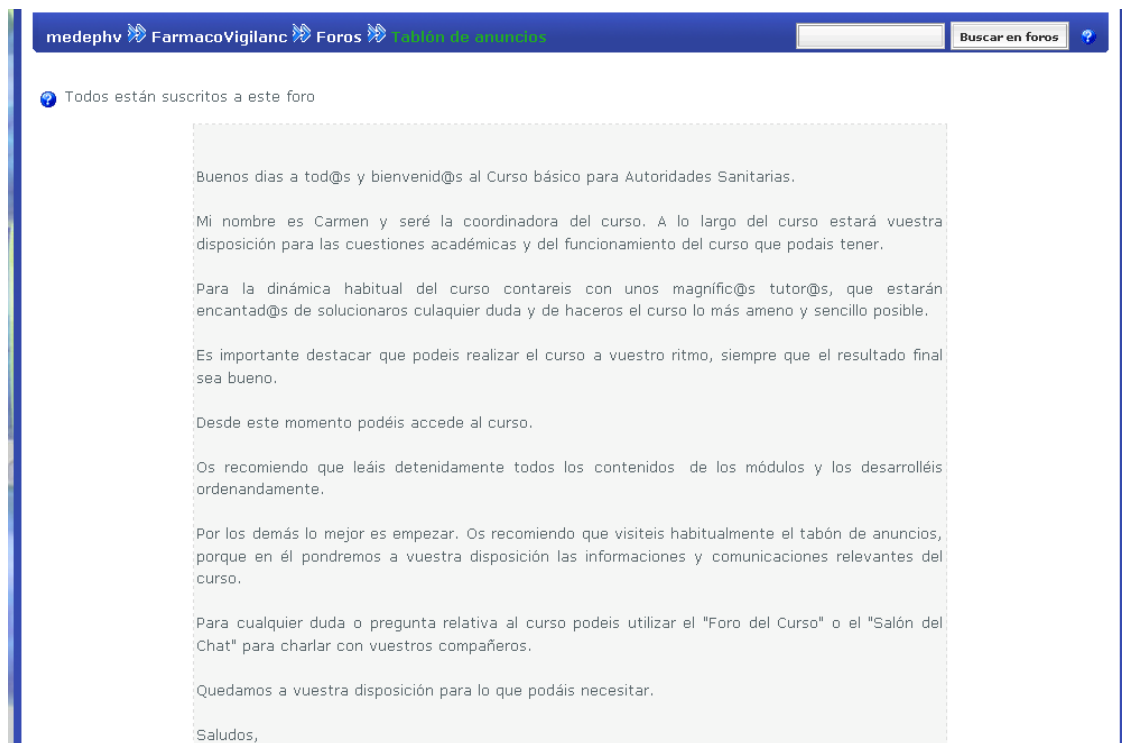 medephv FarmacoVigilanc Foros Tablón de anuncios
Buscar en foros
Todos están suscritos a este foro
Buenos dias a tod@s y bienvenid@s al Curso básico para Autoridades Sanitarias.
Mi nombre es Carmen y seré la coordinadora del curso. A lo largo del curso estará vuestra
disposición para las cuestiones académicas y del funcionamiento del curso que podais tener.
Para la dinámica habitual del curso contareis con unos magnífic@s tutor@s, que estarán
encantad@s de solucionaros culaquier duda y de haceros el curso lo más ameno y sencillo posible.
Es importante destacar que podeis realizar el curso a vuestro ritmo, siempre que el resultado final
sea bueno.
Desde este momento podéis accede al curso.
Os recomiendo que leáis detenidamente todos los contenidos de los módulos y los desarrolléis
ordenandamente.
Por los demás lo mejor es empezar. Os recomiendo que visiteis habitualmente el tabón de anuncios,
porque en él pondremos a vuestra disposición las informaciones y comunicaciones relevantes del
curso.
Para cualquier duda o pregunta relativa al curso podeis utilizar el "Foro del Curso" o el "Salón del
Chat" para charlar con vuestros compañeros.
Quedamos a vuestra disposición para lo que podáis necesitar.
Saludos,